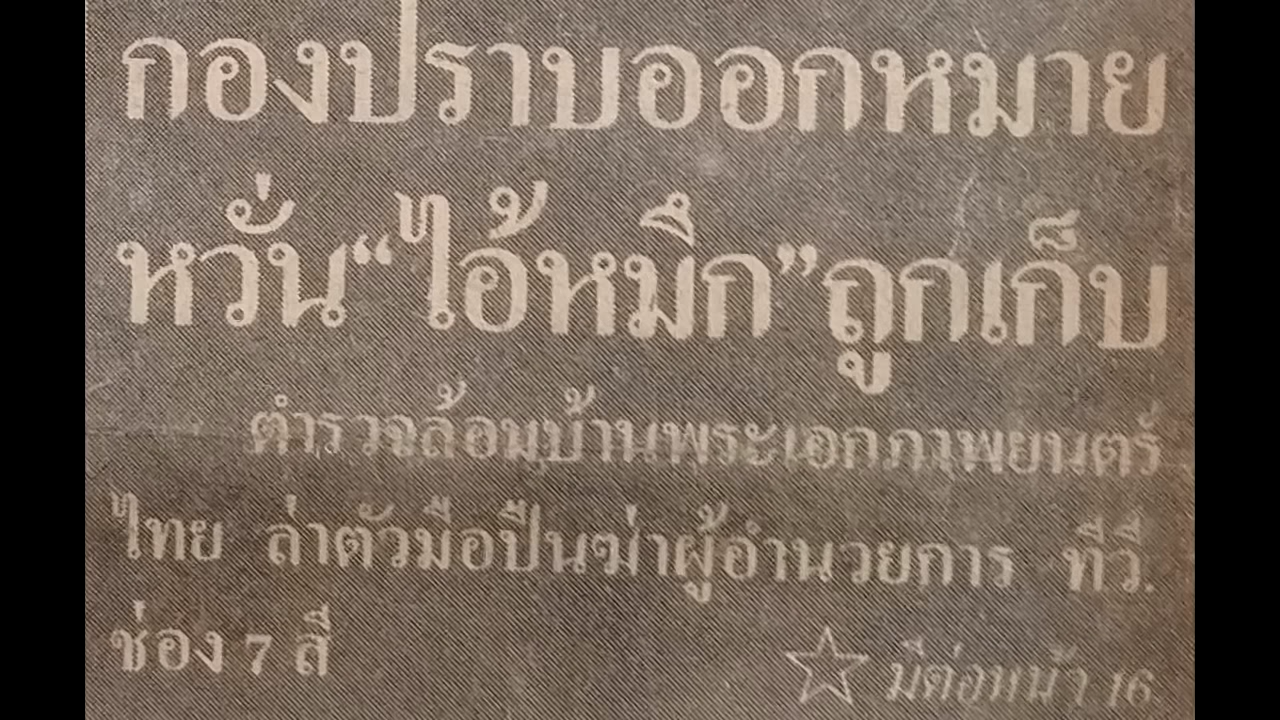 กองปราบออกหมาย
หวั่น“ไอ้หมึก”ถูกเก็บ
ตำรวจล้อมบ้านพระเอกภาพยนตร์
ไทย ล่าตัวมือปืนฆ่าผู้อำนวยการ ทีวี.
ช่อง 7 สี
มีต่อหน้า 16